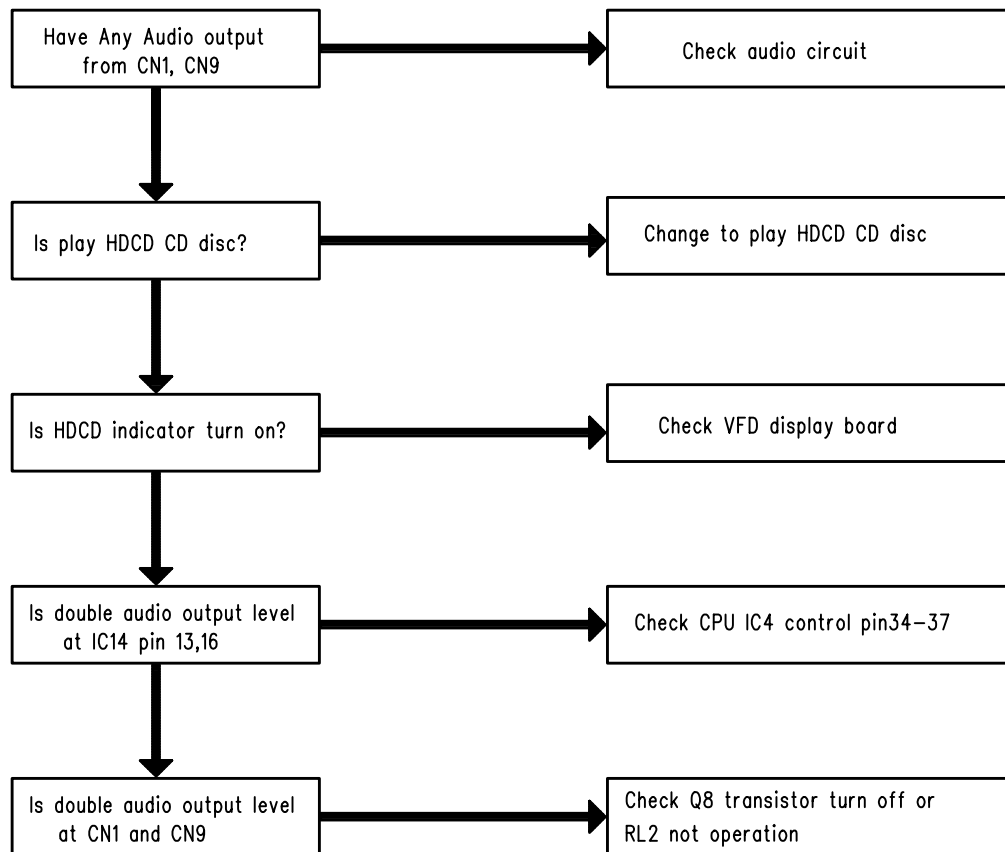 Have Any Audio output
from CN1, CN9
Check audio circuit
Is play HDCD CD disc?
Change to play HDCD CD disc
Is HDCD indicator turn on?
Check VFD display board
Is double audio output level
at IC14 pin 13,16
Check CPU IC4 control pin34-37
Is double audio output level
at CN1 and CN9
Check Q8 transistor turn off or
RL2 not operation